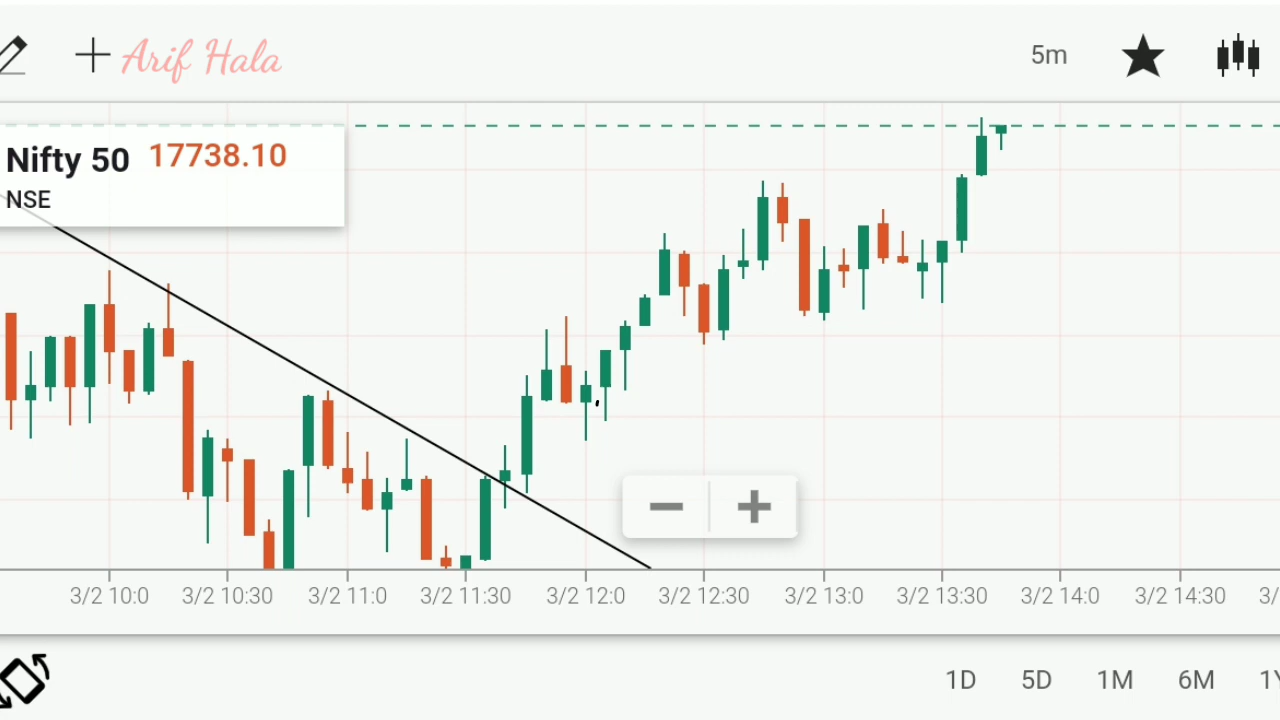 Arif Hala
5m
Nifty 50 17738.10
NSE
3/2 10:0 3/2 10:30 3/2 11:0 3/2 11:30 3/2 12:0 3/2 12:30 3/2 13:0 3/2 13:30 3/2 14:0 3/2 14:30 3/
1D 5D 1M 6M 1Y